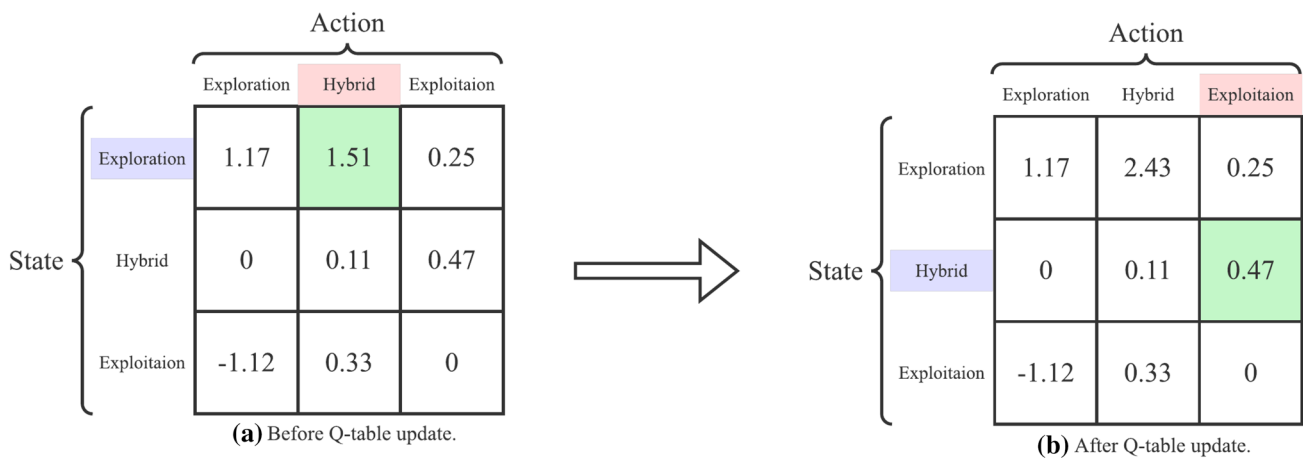 Action
Exploration Hybrid Exploitaion
State
Exploration 1.17 1.51 0.25
Hybrid 0 0.11 0.47
Exploitaion -1.12 0.33 0
(a) Before Q-table update.
Action
Exploration Hybrid Exploitaion
State
Exploration 1.17 2.43 0.25
Hybrid 0 0.11 0.47
Exploitaion -1.12 0.33 0
(b) After Q-table update.